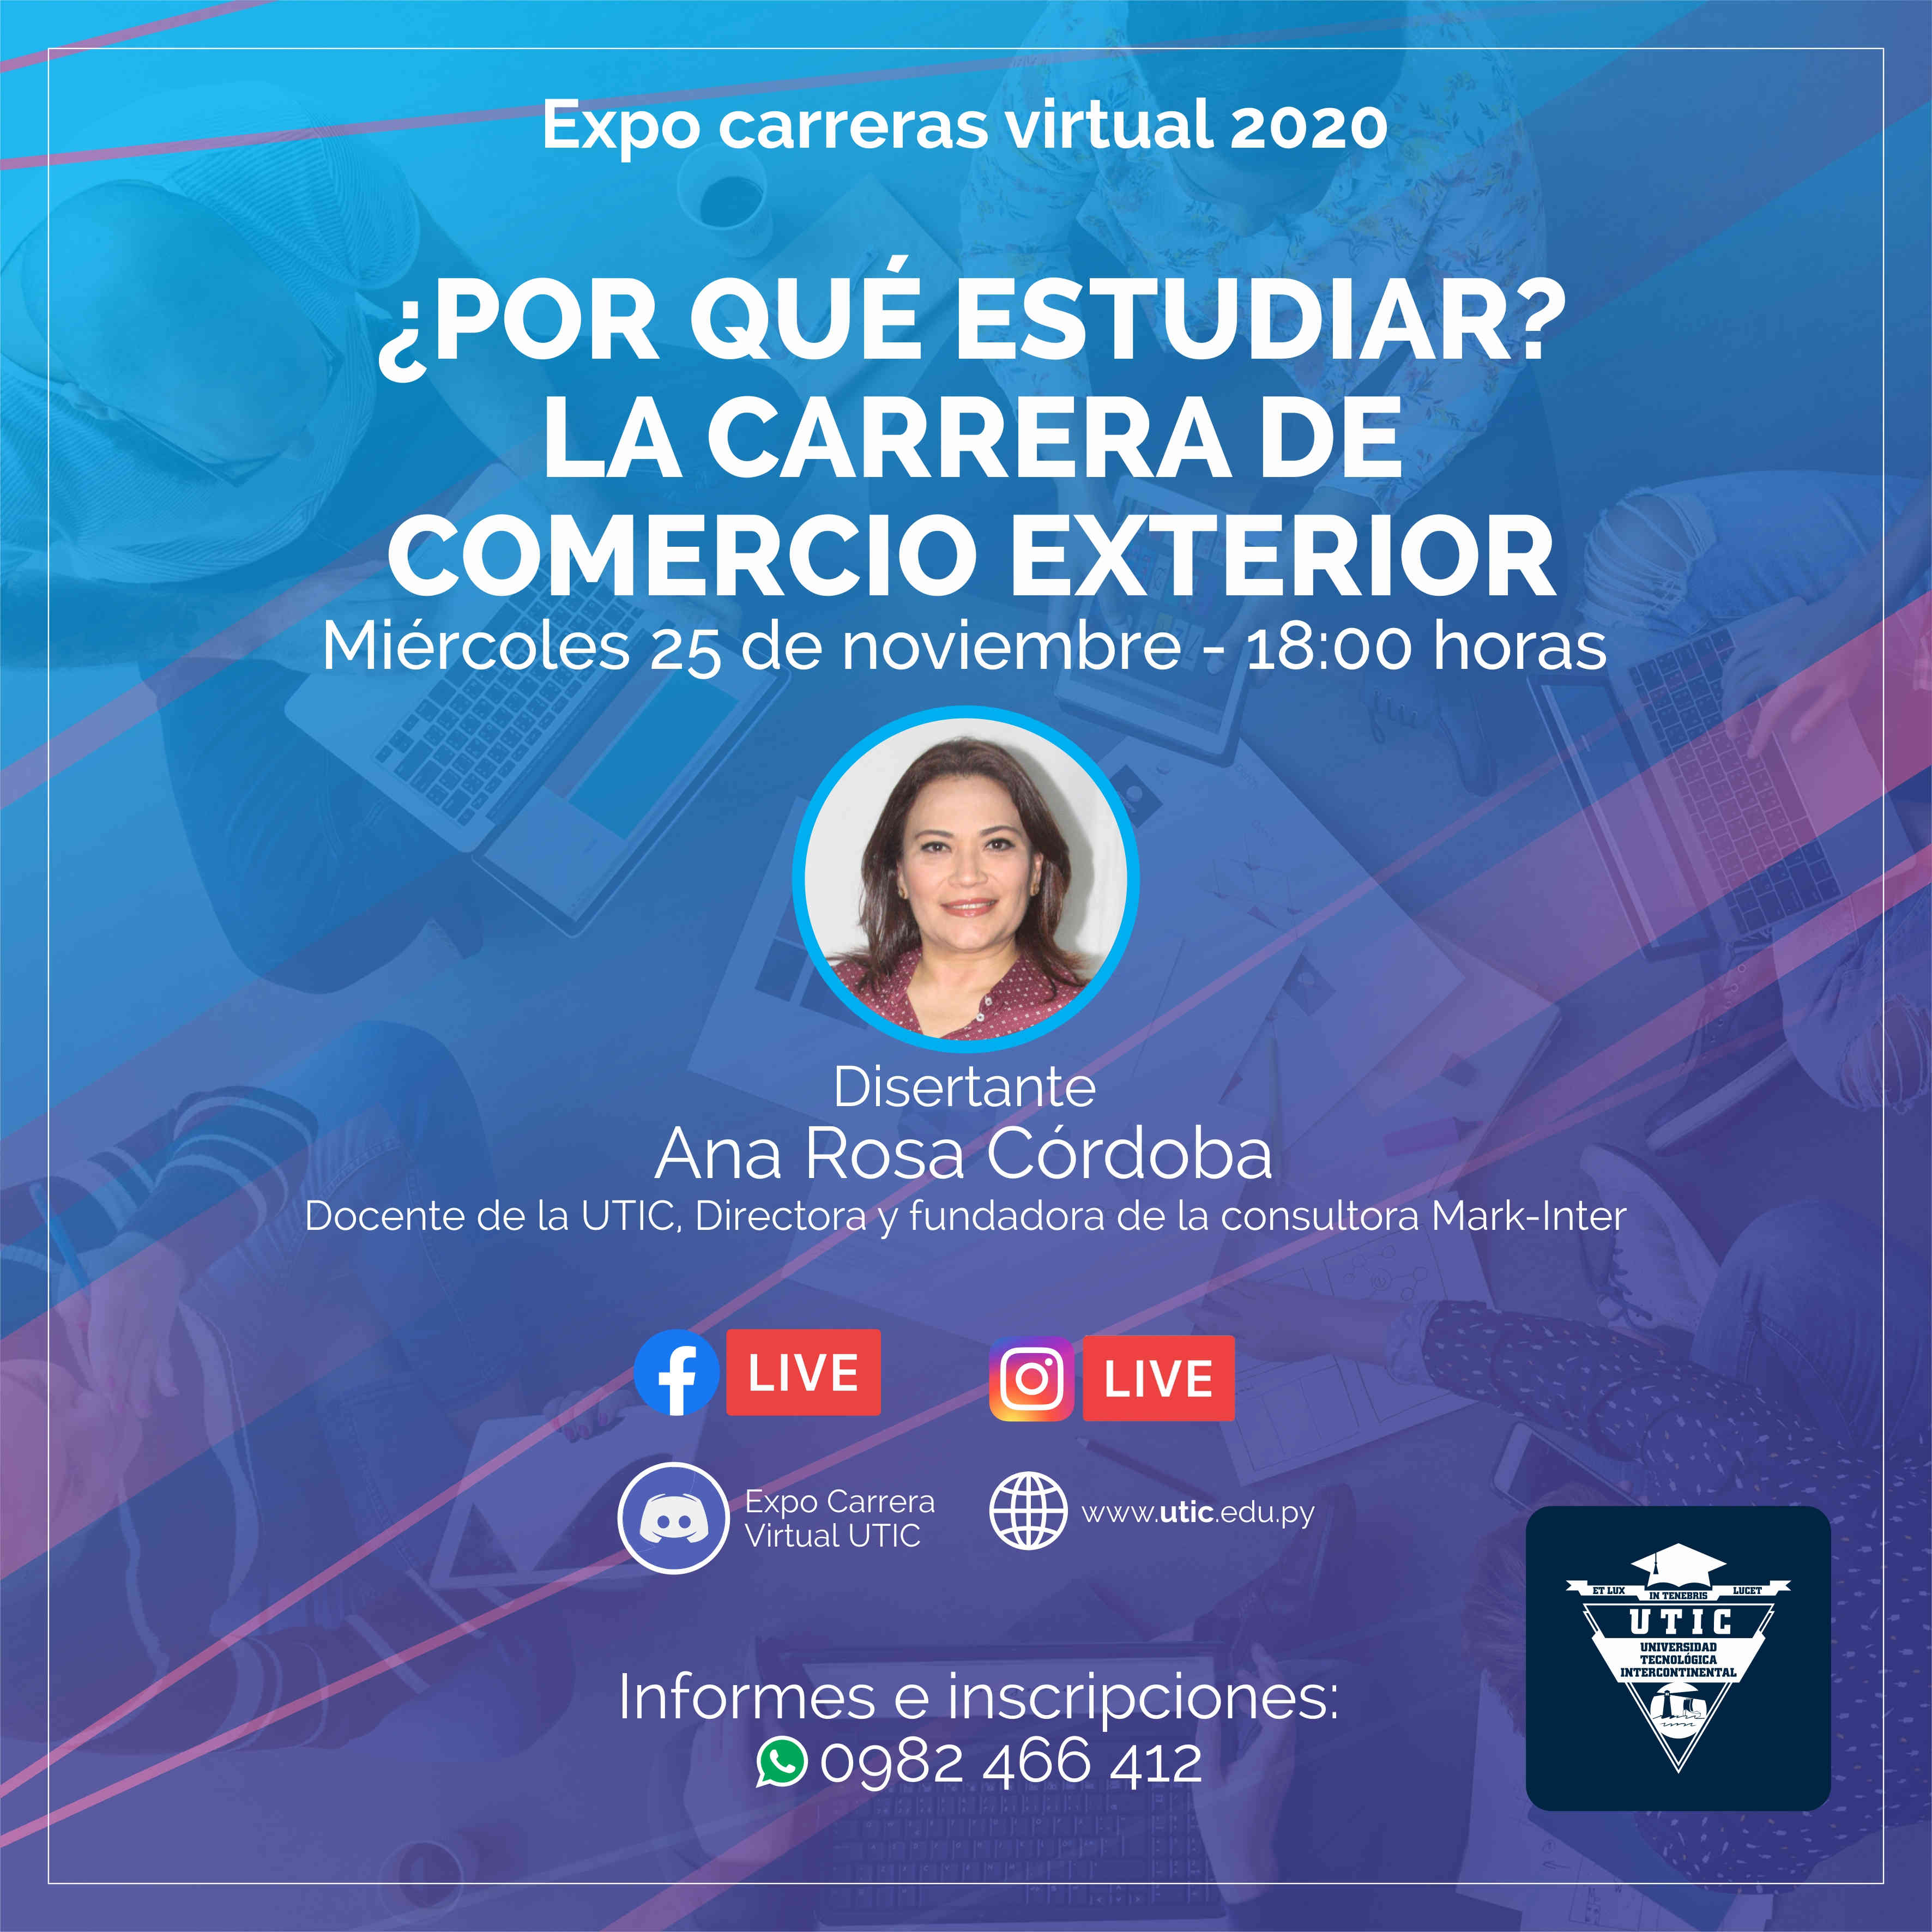 Expo carreras virtual 2020
¿POR QUÉ ESTUDIAR?
LA CARRERA DE
COMERCIO EXTERIOR
Miércoles 25 de noviembre - 18:00 horas
Disertante
Ana Rosa Córdoba
Docente de la UTIC, Directora y fundadora de la consultora Mark-Inter
LIVE
LIVE
Expo Carrera
Virtual UTIC
www.utic.edu.py
ET LUX IN TENEBRIS LUCET
UTIC
UNIVERSIDAD
TECNOLÓGICA
INTERCONTINENTAL
Informes e inscripciones:
0982 466 412